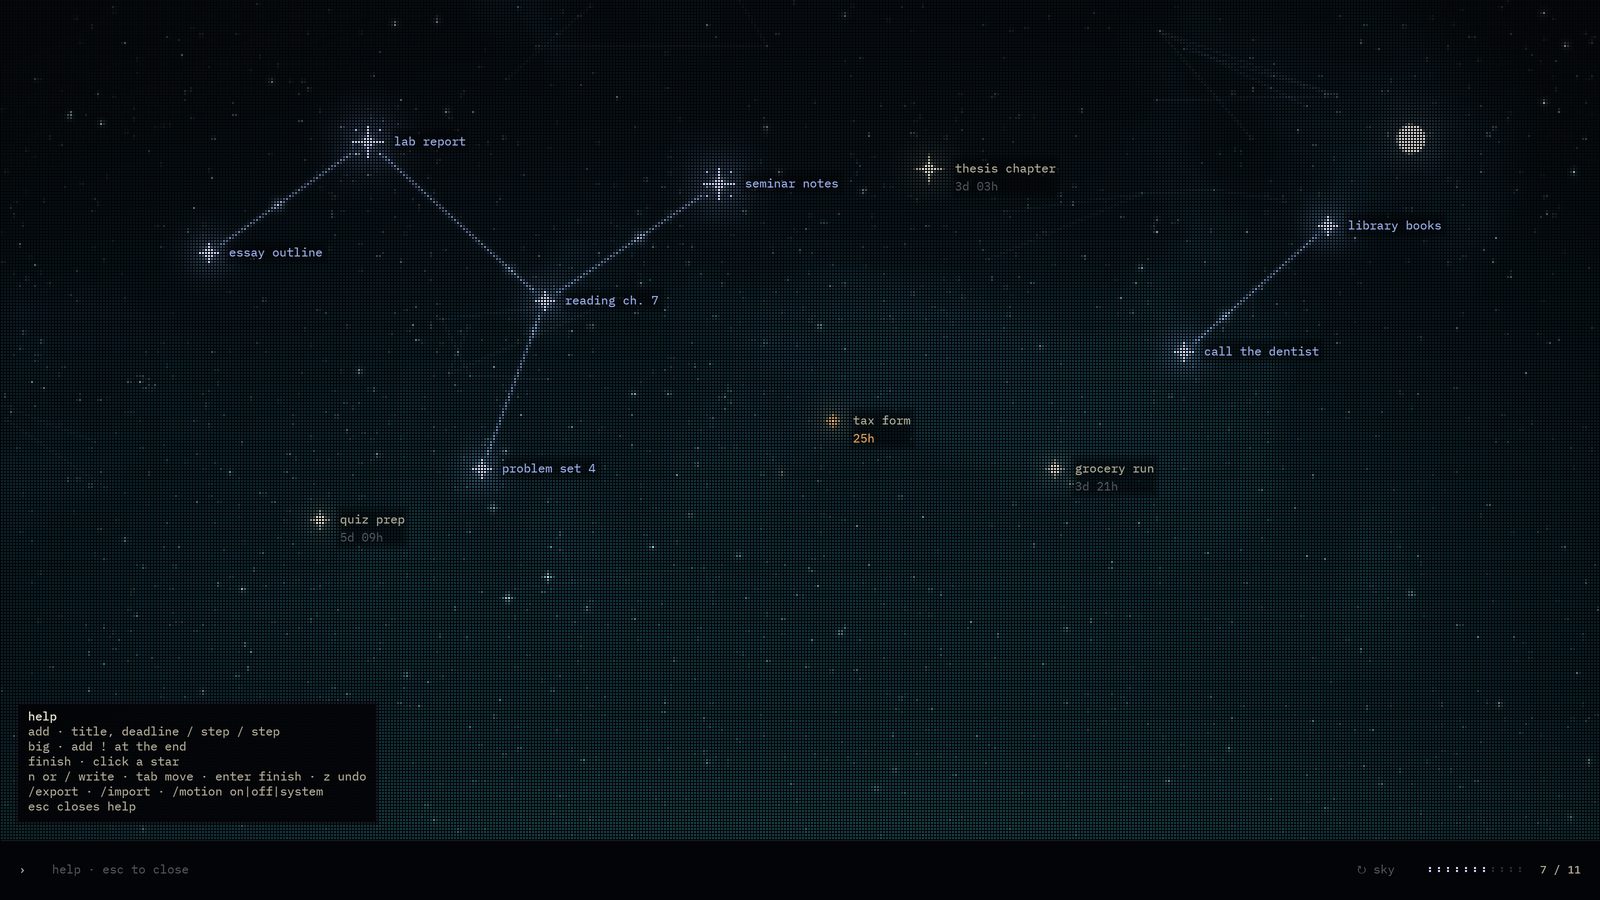 lab report
thesis chapter
3d 03h
seminar notes
library books
essay outline
reading ch. 7
call the dentist
tax form
25h
problem set 4
grocery run
3d 21h
quiz prep
5d 09h
help
add · title, deadline / step / step
big · add ! at the end
finish · click a star
n or / write · tab move · enter finish · z undo
/export · /import · /motion on|off|system
esc closes help
› help · esc to close
↻ sky
7 / 11